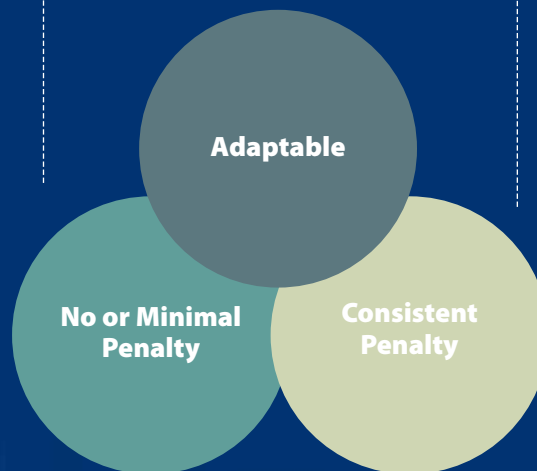 Adaptable
No or Minimal
Penalty
Consistent
Penalty